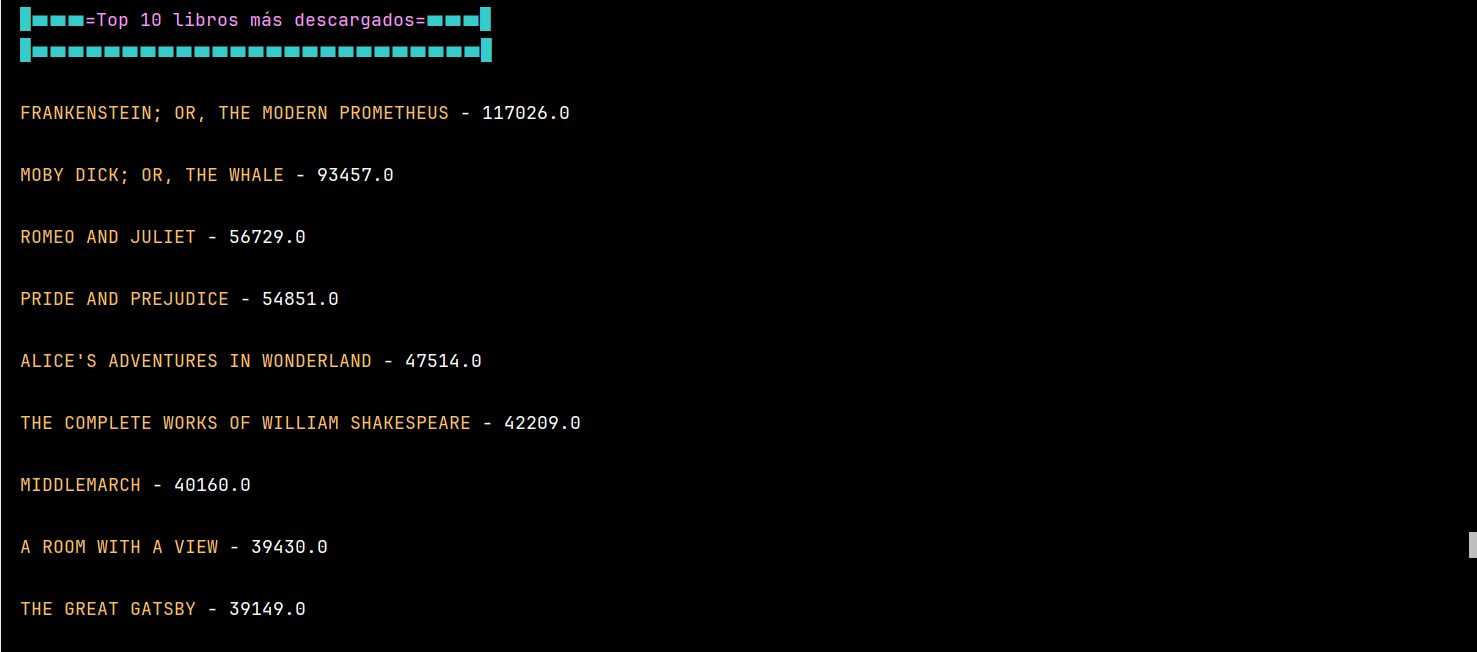 =Top 10 libros más descargados=
FRANKENSTEIN; OR, THE MODERN PROMETHEUS - 117026.0
MOBY DICK; OR, THE WHALE - 93457.0
ROMEO AND JULIET - 56729.0
PRIDE AND PREJUDICE - 54851.0
ALICE'S ADVENTURES IN WONDERLAND - 47514.0
THE COMPLETE WORKS OF WILLIAM SHAKESPEARE - 42209.0
MIDDLEMARCH - 40160.0
A ROOM WITH A VIEW - 39430.0
THE GREAT GATSBY - 39149.0